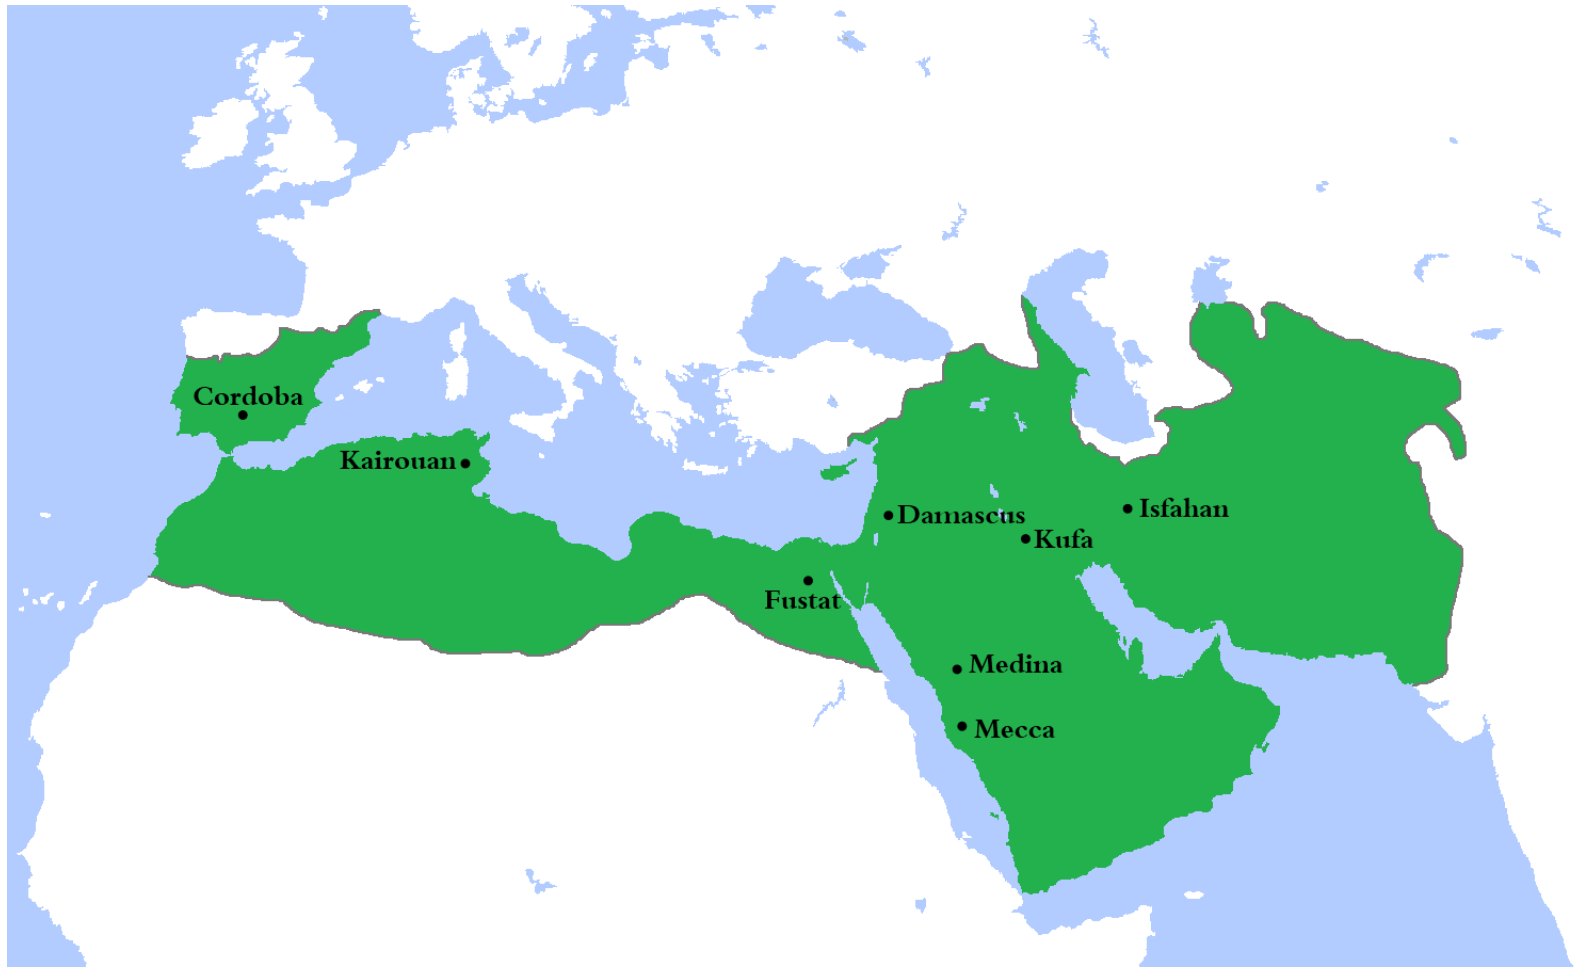 Cordoba
Kairouan
Damascus
Isfahan
Kufa
Fustat
Medina
Mecca